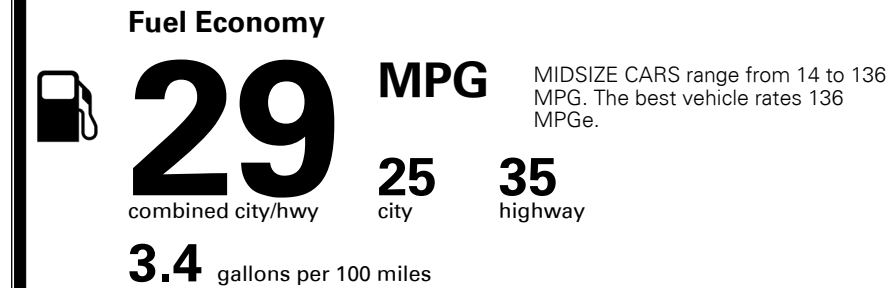 Fuel Economy
29 MPG
combined city/hwy
MIDSIZE CARS range from 14 to 136
MPG. The best vehicle rates 136
MPGe.
25
city
35
highway
3.4 gallons per 100 miles